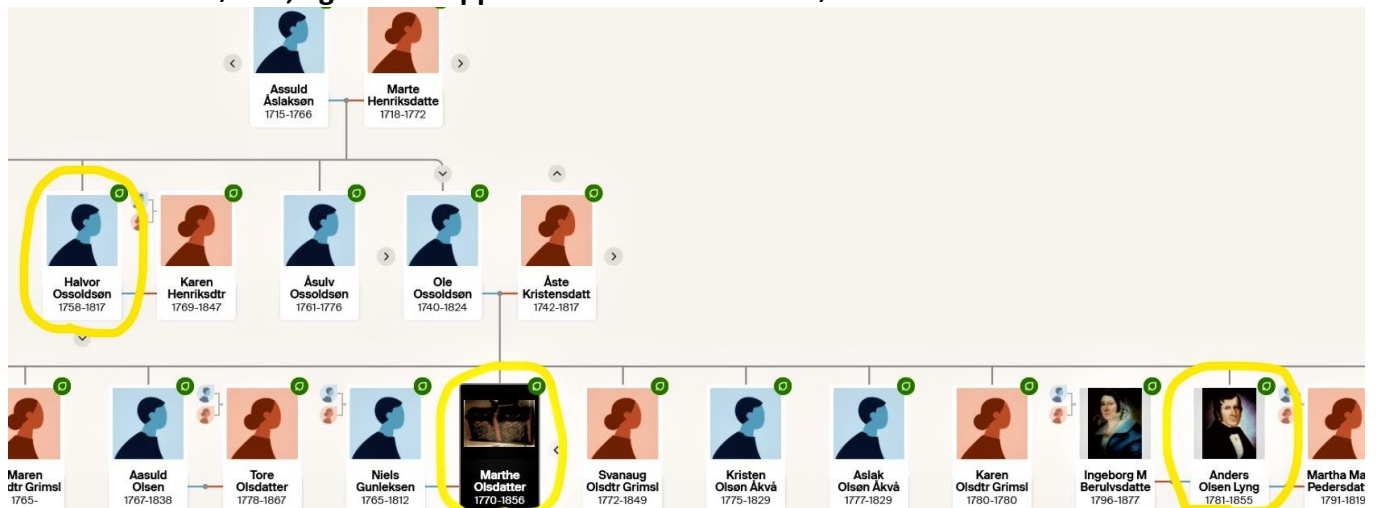 Assuld
Åslaksøn
1715-1766
Marte
Henriksdatte
1718-1772
Halvor
Ossoldsøn
1758-1817
Karen
Henriksdtr
1769-1847
Åsulv
Ossoldsøn
1761-1776
Ole
Ossoldsøn
1740-1824
Åste
Kristensdatt
1742-1817
Maren
dtr Grimsl
1765-
Aasuld
Olsen
1767-1838
Tore
Olsdatter
1778-1867
Niels
Gunleksen
1765-1812
Marthe
Olsdatter
1770-1856
Svanaug
Olsdtr Grimsl
1772-1849
Kristen
Olsøn Åkvå
1775-1829
Aslak
Olsøn Åkvå
1777-1829
Karen
Olsdtr Grimsl
1780-1780
Ingeborg M
Berulvsdatte
1796-1877
Anders
Olsen Lyng
1781-1855
Martha Ma
Pedersdat
1791-1819